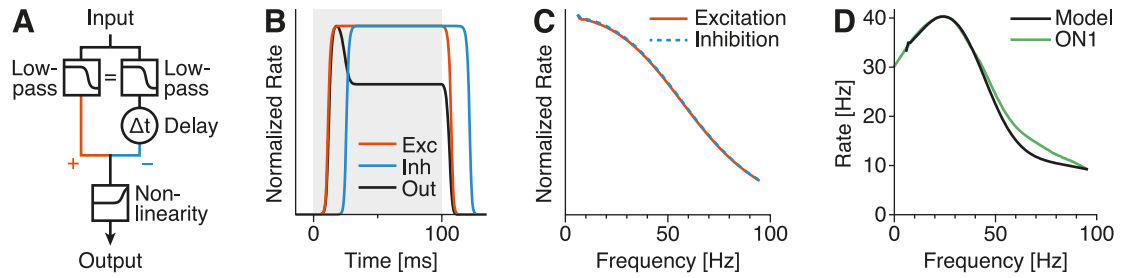 A
Input
Low-
pass
=
Low-
pass
Δt
Delay
+
−
Non-
linearity
Output
B
Normalized Rate
Exc
Inh
Out
0
100
Time [ms]
C
Normalized Rate
Excitation
Inhibition
0
50
100
Frequency [Hz]
D
Rate [Hz]
Model
ON1
40
30
20
10
0
0
50
100
Frequency [Hz]